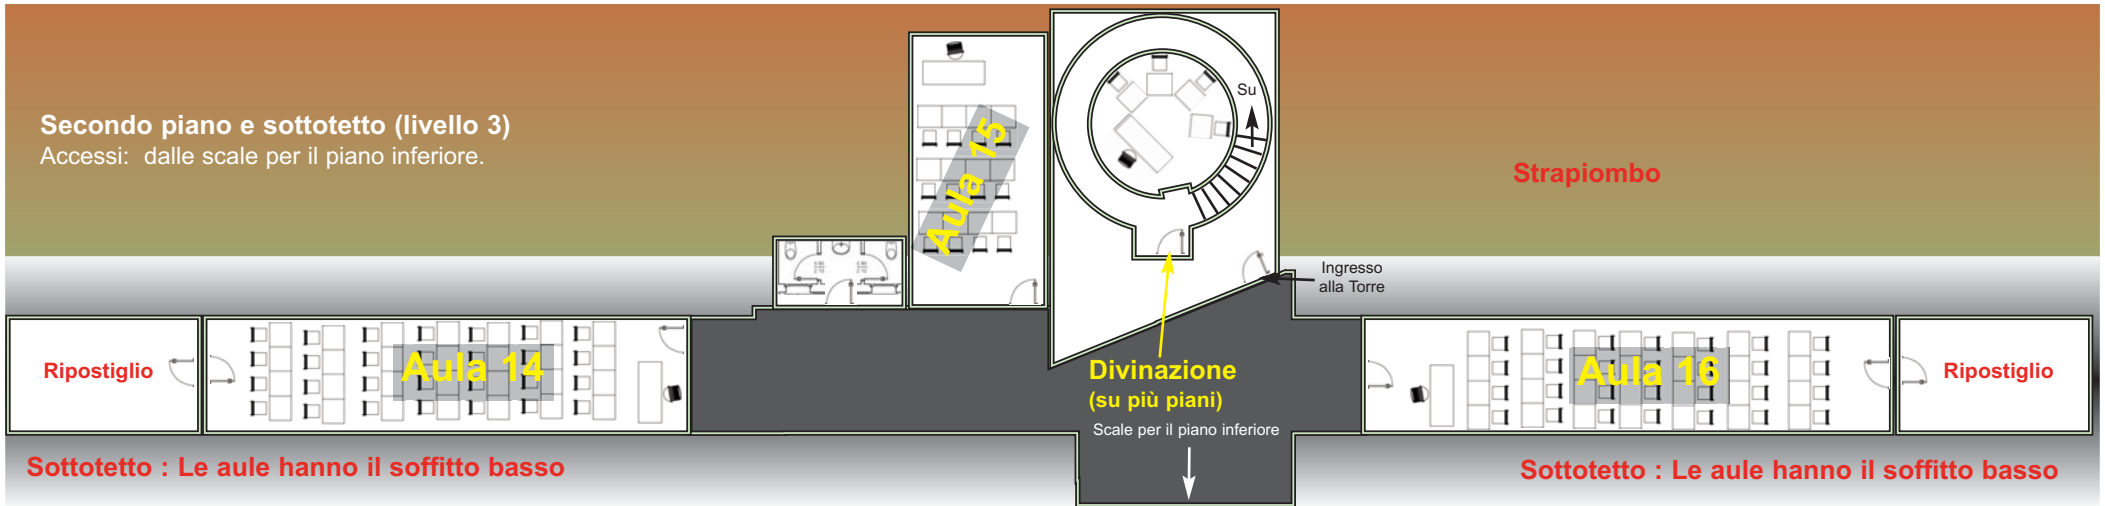 Secondo piano e sottotetto (livello 3)
Accessi: dalle scale per il piano inferiore.
Su
Aula 15
Strapiombo
Ingresso
alla Torre
Ripostiglio
Aula 14
Divinazione
(su più piani)
Scale per il piano inferiore
Aula 16
Ripostiglio
Sottotetto : Le aule hanno il soffitto basso
Sottotetto : Le aule hanno il soffitto basso